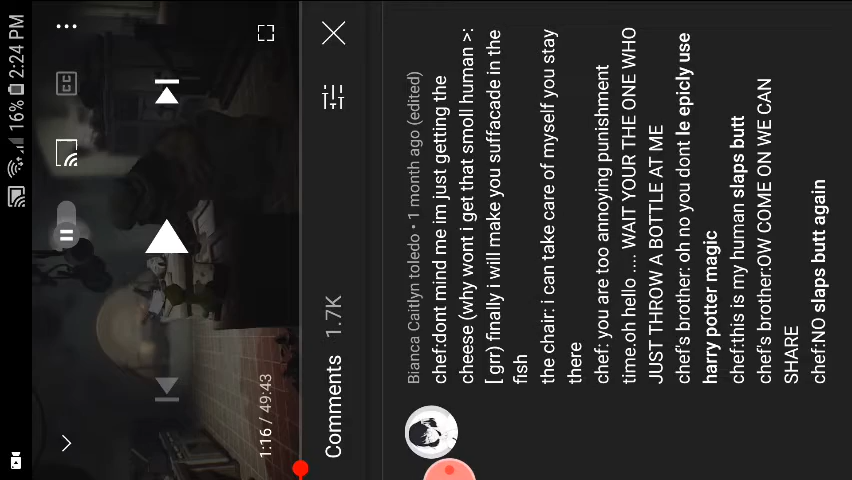 16% 2:24 PM
CC
1:16 / 49:43
Comments 1.7K
Bianca Caitlyn toledo • 1 month ago (edited)
chef:dont mind me im just getting the
cheese (why wont i get that smoll human >:
[ grr) finally i will make you suffacade in the
fish
the chair: i can take care of myself you stay
there
chef: you are too annoying punishment
time.oh hello .... WAIT YOUR THE ONE WHO
JUST THROW A BOTTLE AT ME
chef's brother: oh no you dont le epicly use
harry potter magic
chef:this is my human slaps butt
chef's brother:OW COME ON WE CAN
SHARE
chef:NO slaps butt again